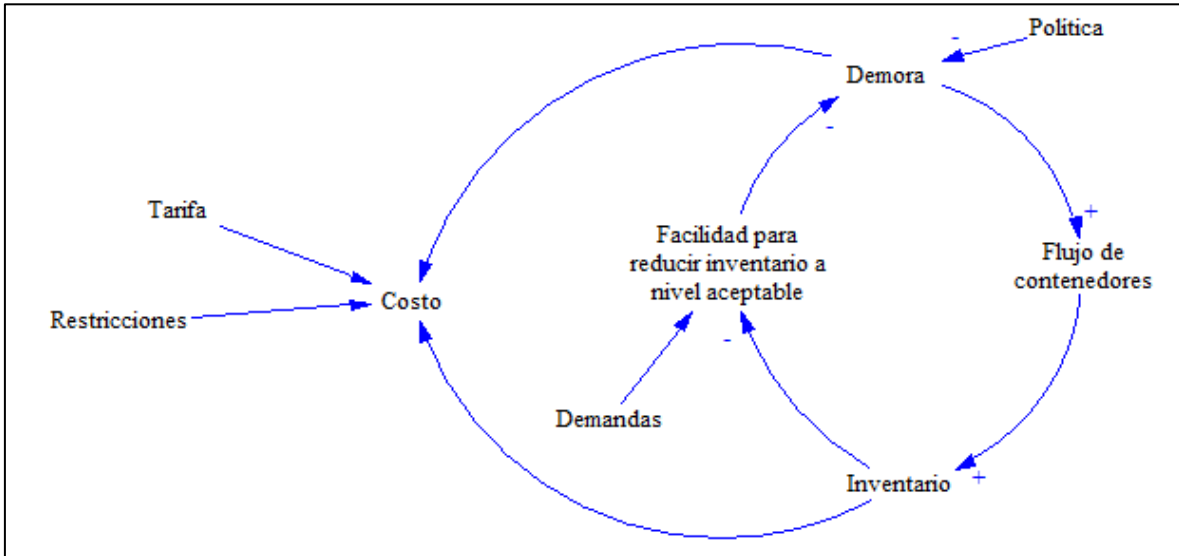 Política
-
Demora
-
Tarifa
+
Facilidad para
reducir inventario a
nivel aceptable
Flujo de
contenedores
Costo
Restricciones
-
Demandas
Inventario
+